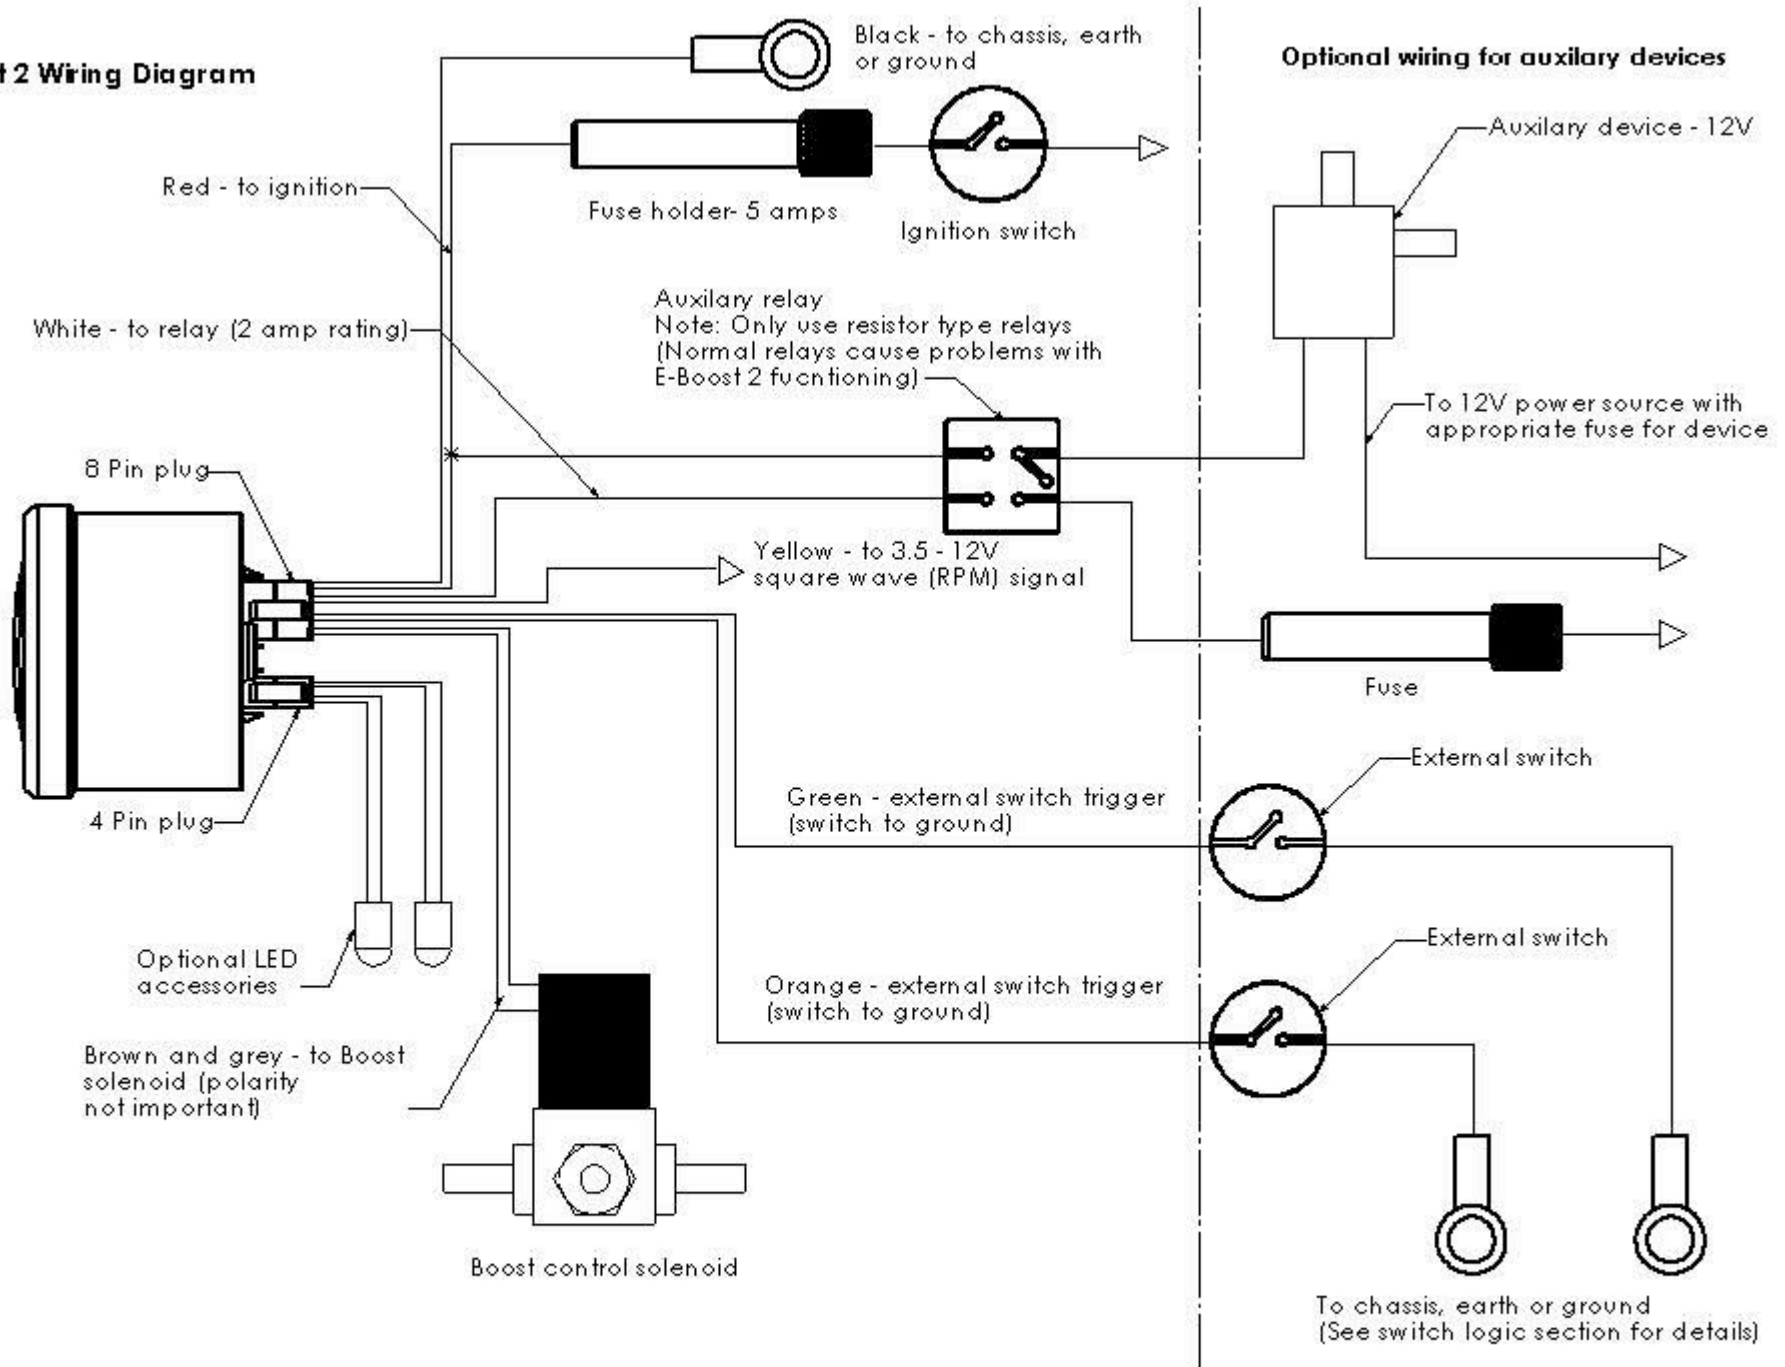 t 2 Wiring Diagram
Black - to chassis, earth
or ground
Optional wiring for auxilary devices
Auxilary device - 12V
Red - to ignition
Fuse holder- 5 amps
Ignition switch
White - to relay (2 amp rating)
Auxilary relay
Note: Only use resistor type relays
(Normal relays cause problems with
E-Boost 2 fucntioning)
To 12V power source with
appropriate fuse for device
8 Pin plug
Yellow - to 3.5 - 12V
square wave (RPM) signal
Fuse
External switch
Green - external switch trigger
(switch to ground)
4 Pin plug
External switch
Optional LED
accessories
Orange - external switch trigger
(switch to ground)
Brown and grey - to Boost
solenoid (polarity
not important)
Boost control solenoid
To chassis, earth or ground
(See switch logic section for details)